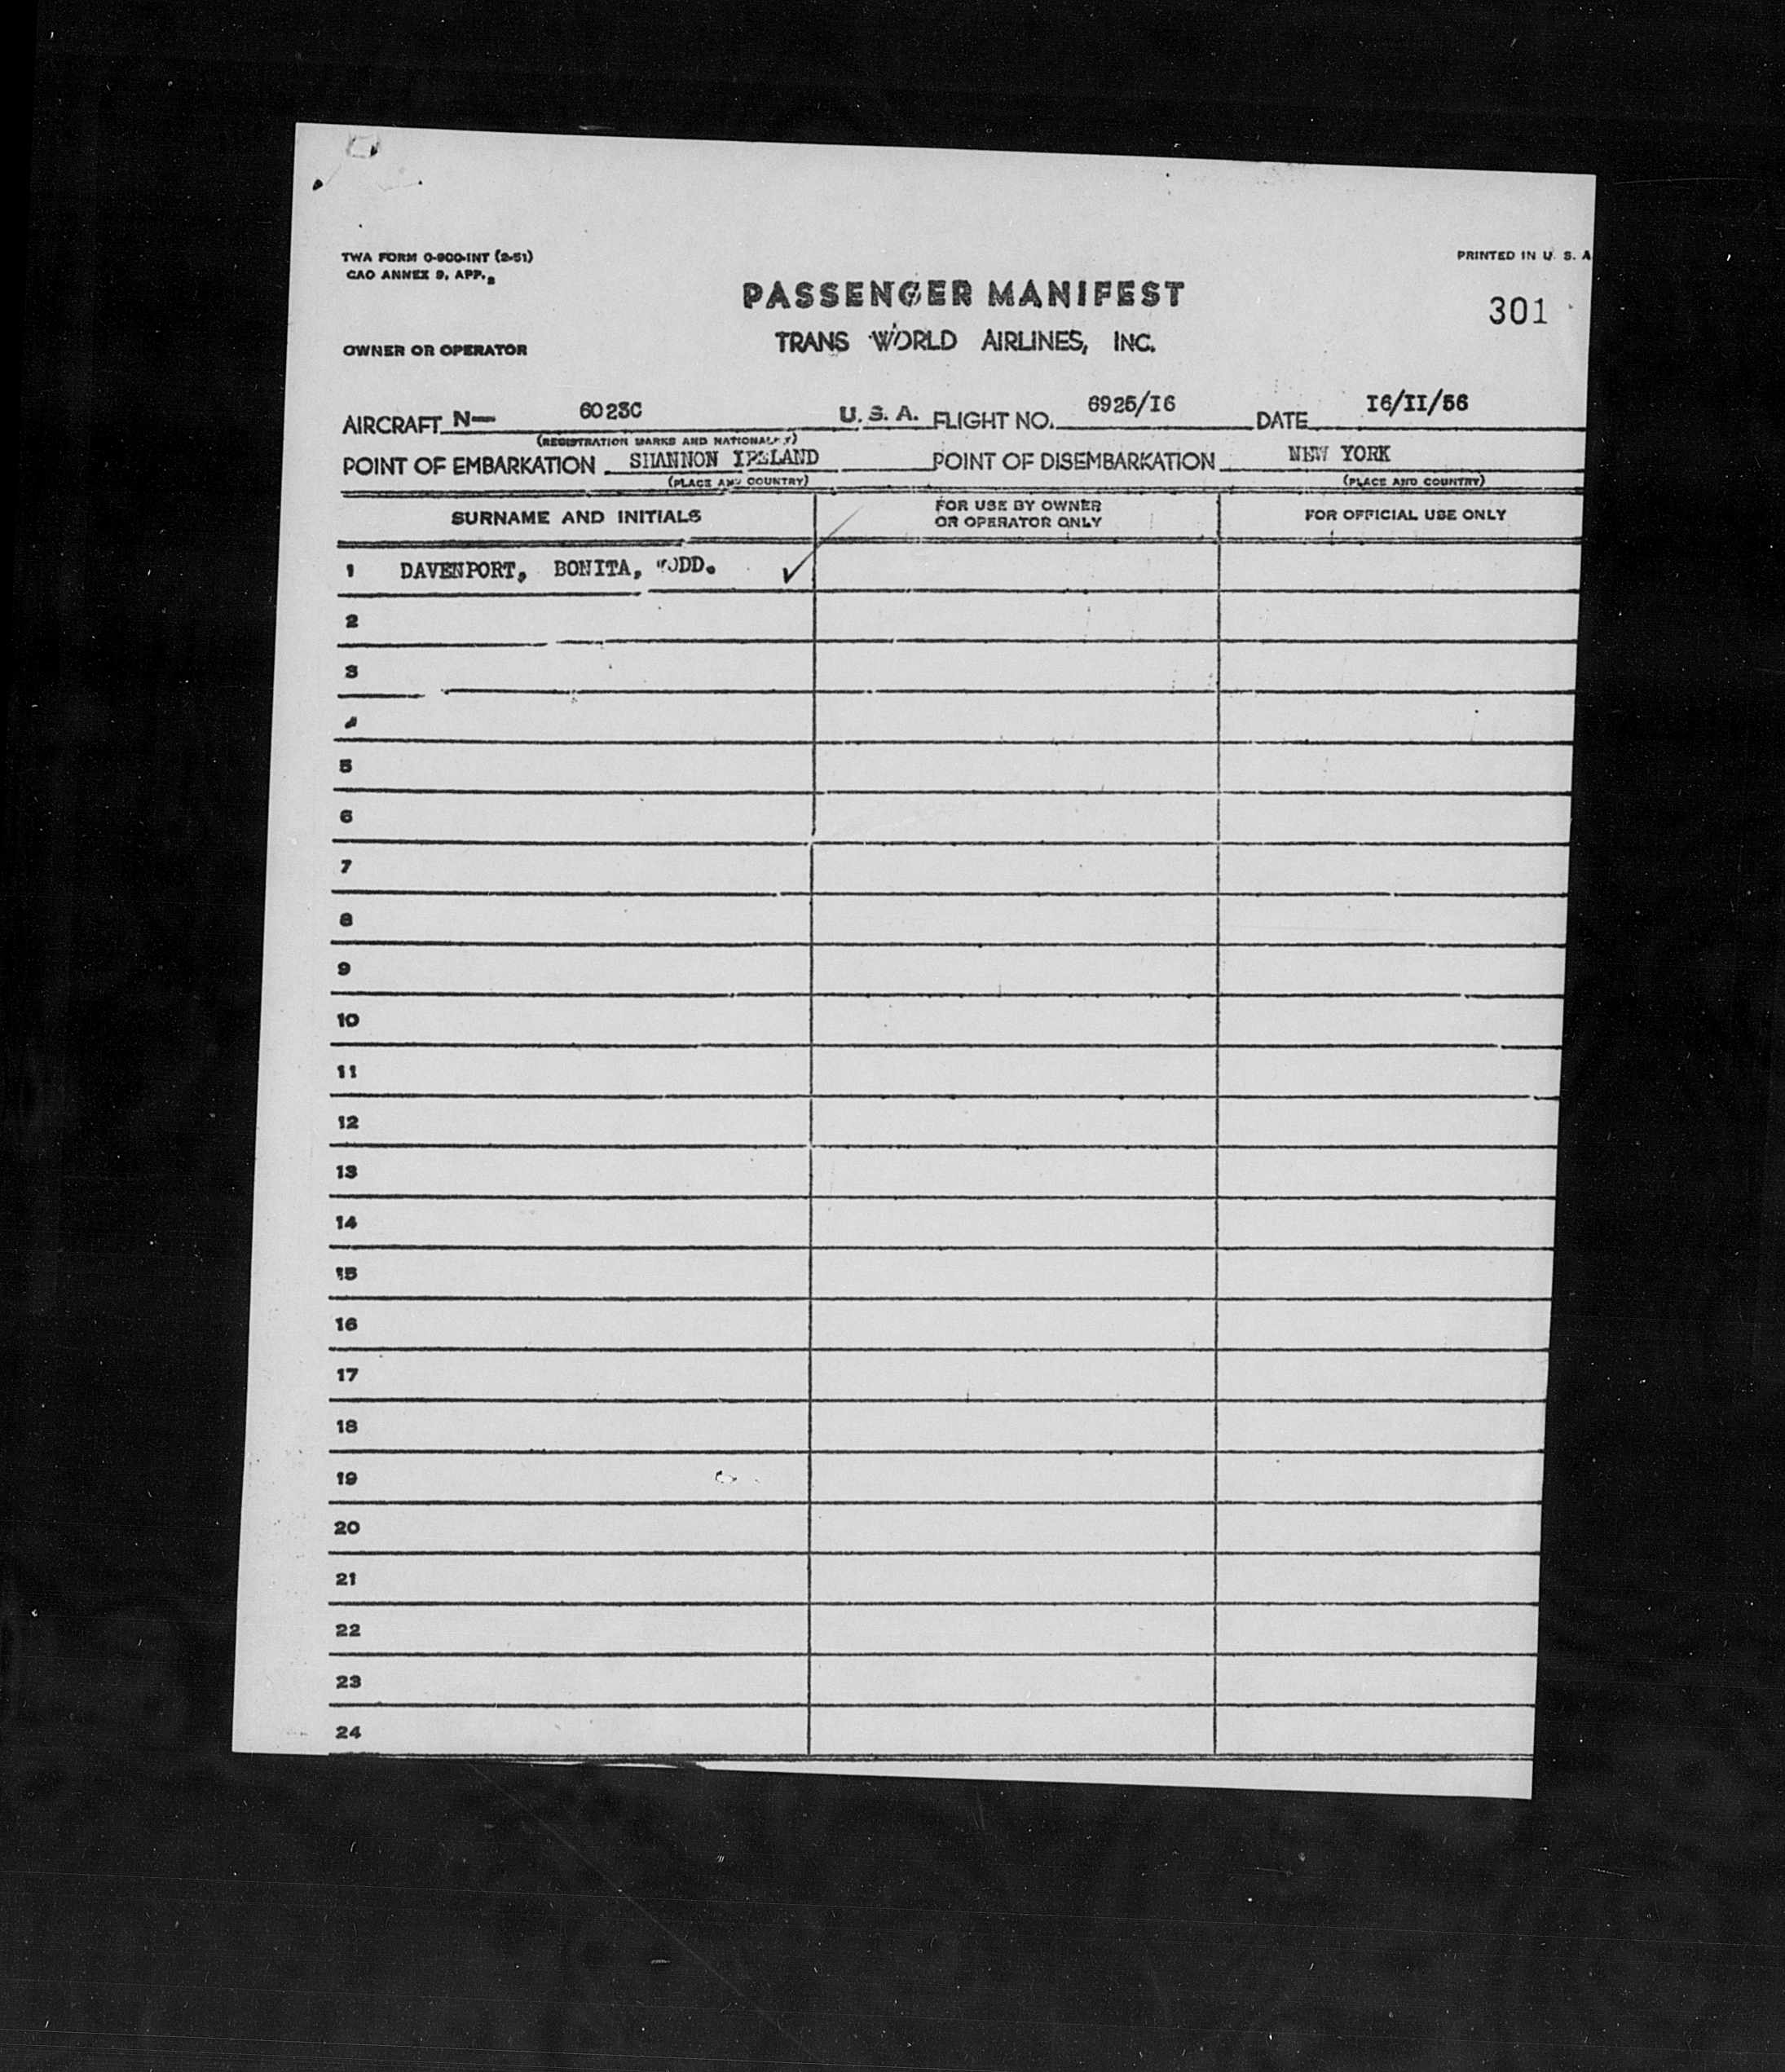 TWA FORM 0-900-INT (2-51)
PRINTED IN U. S. A
CAO ANNEX 9, APP.
PASSENGER MANIFEST
301
TRANS WORLD AIRLINES, INC.
OWNER OR OPERATOR
AIRCRAFT N— 6023C U. S. A. FLIGHT NO. 6925/I6 DATE I6/II/56
(REGISTRATION MARKS AND NATIONALITY)
POINT OF EMBARKATION SHANNON IRELAND POINT OF DISEMBARKATION NEW YORK
(PLACE AND COUNTRY) (PLACE AND COUNTRY)
SURNAME AND INITIALS
FOR USE BY OWNER
OR OPERATOR ONLY
FOR OFFICIAL USE ONLY
1 DAVENPORT, BONITA,
2
3
4
5
6
7
8
9
10
11
12
13
14
15
16
17
18
19
20
21
22
23
24